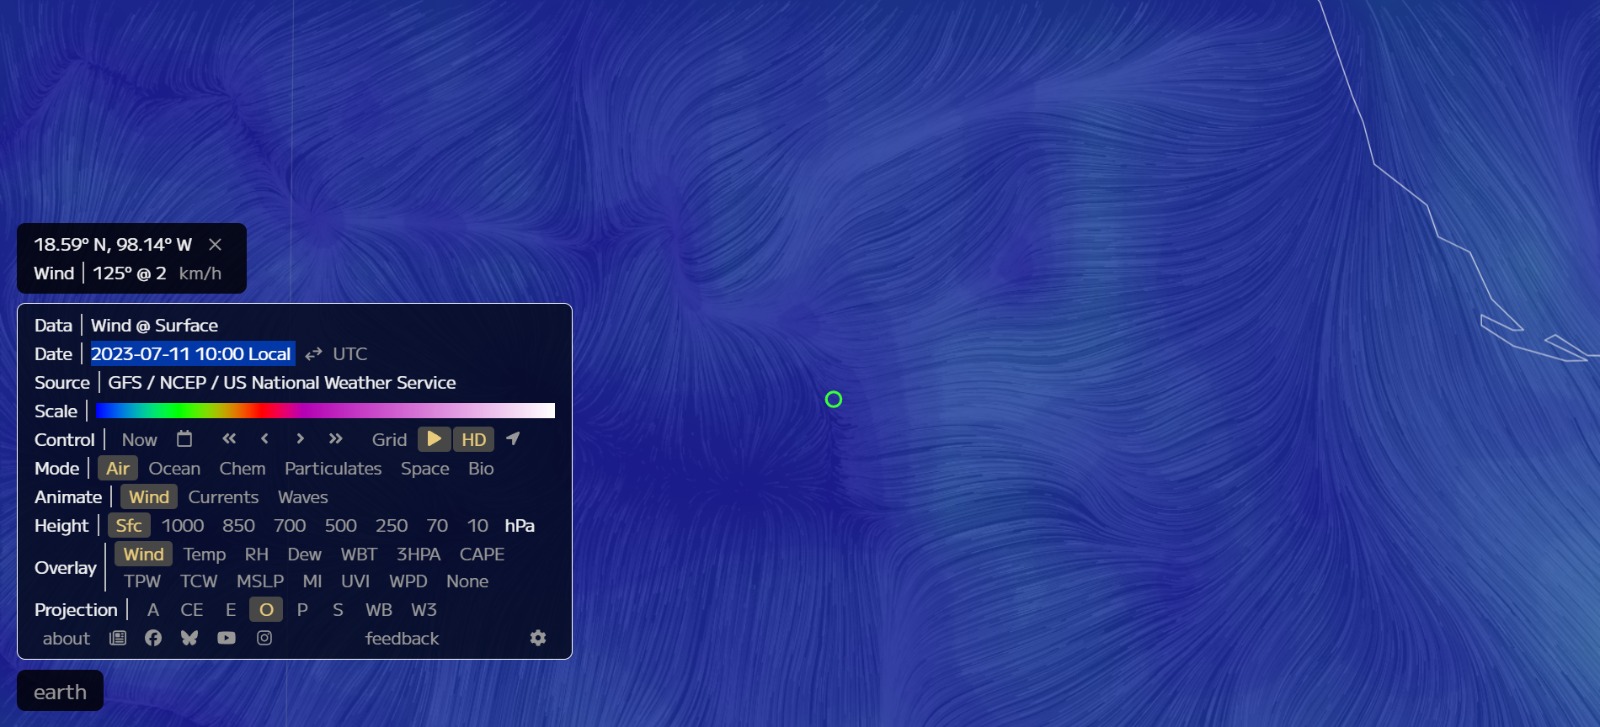 18.59° N, 98.14° W ×
Wind | 125° @ 2 km/h
Data | Wind @ Surface
Date | 2023-07-11 10:00 Local ⇄ UTC
Source | GFS / NCEP / US National Weather Service
Scale |
Control | Now « ‹ › » Grid HD
Mode | Air Ocean Chem Particulates Space Bio
Animate | Wind Currents Waves
Height | Sfc 1000 850 700 500 250 70 10 hPa
Overlay | Wind Temp RH Dew WBT 3HPA CAPE
TPW TCW MSLP MI UVI WPD None
Projection | A CE E O P S WB W3
about feedback
earth